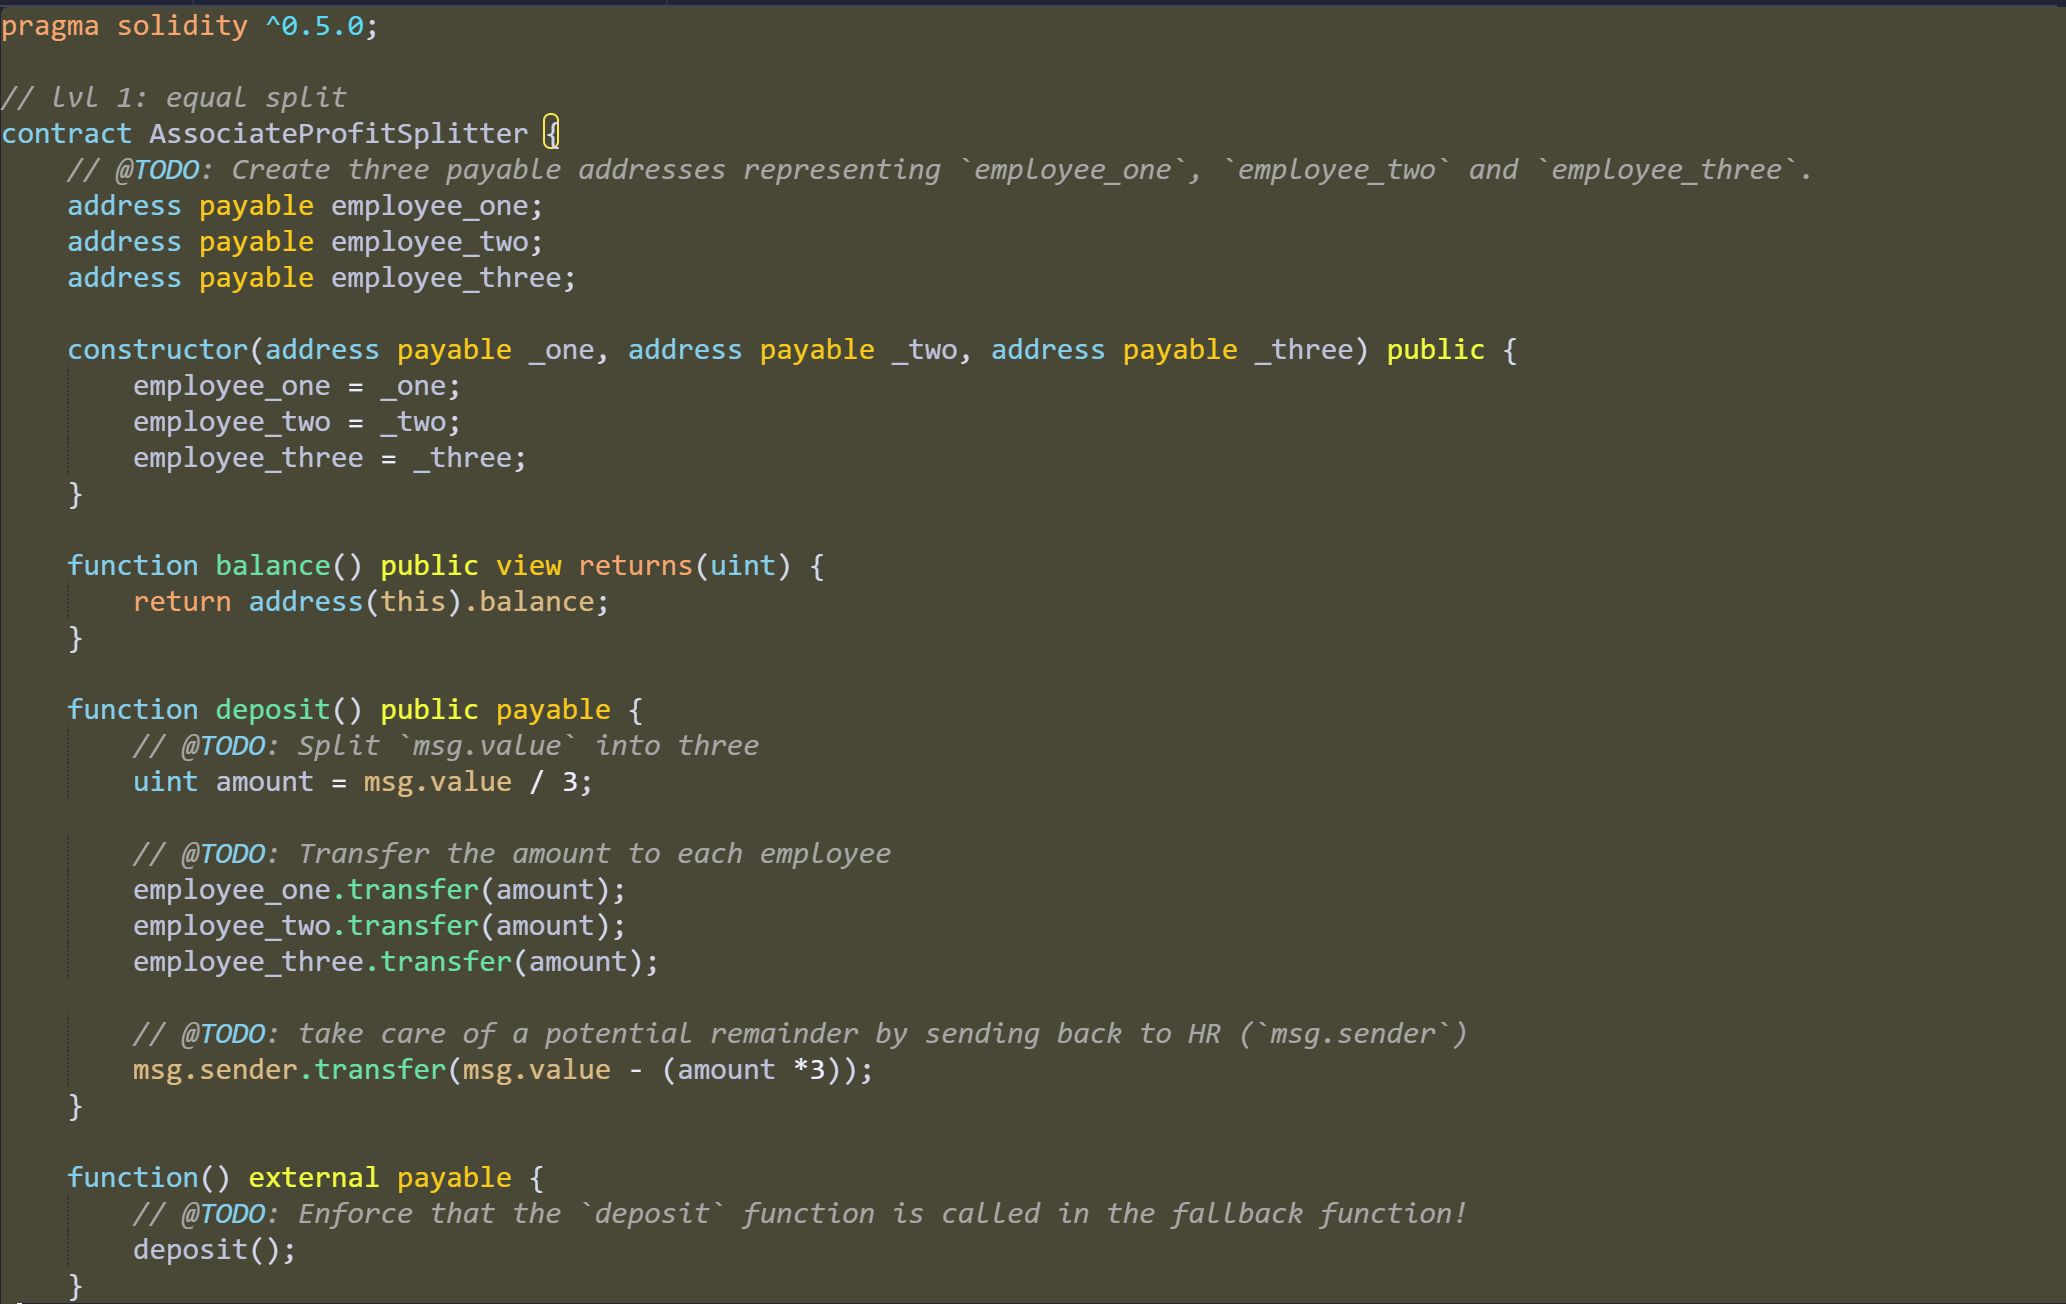 pragma solidity ^0.5.0;

// lvl 1: equal split
contract AssociateProfitSplitter {
    // @TODO: Create three payable addresses representing `employee_one`, `employee_two` and `employee_three`.
    address payable employee_one;
    address payable employee_two;
    address payable employee_three;

    constructor(address payable _one, address payable _two, address payable _three) public {
        employee_one = _one;
        employee_two = _two;
        employee_three = _three;
    }

    function balance() public view returns(uint) {
        return address(this).balance;
    }

    function deposit() public payable {
        // @TODO: Split `msg.value` into three
        uint amount = msg.value / 3;

        // @TODO: Transfer the amount to each employee
        employee_one.transfer(amount);
        employee_two.transfer(amount);
        employee_three.transfer(amount);

        // @TODO: take care of a potential remainder by sending back to HR (`msg.sender`)
        msg.sender.transfer(msg.value - (amount *3));
    }

    function() external payable {
        // @TODO: Enforce that the `deposit` function is called in the fallback function!
        deposit();
    }